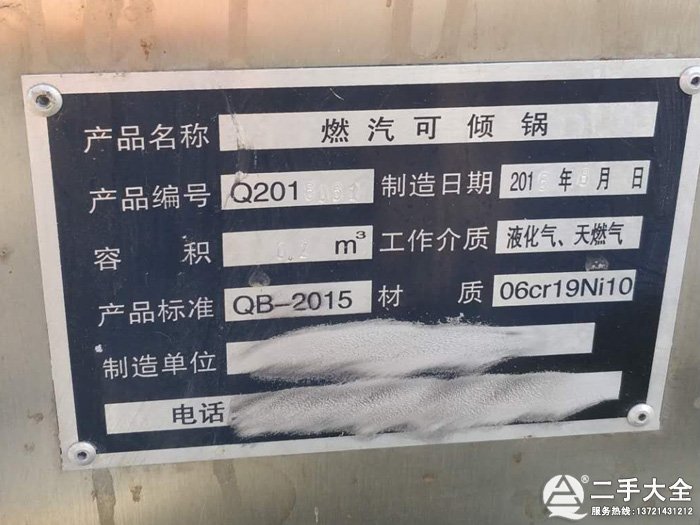 产品名称 燃汽可倾锅
产品编号 Q201 制造日期 201 年 月 日
容积 0.2 m³ 工作介质 液化气、天燃气
产品标准 QB-2015 材质 06cr19Ni10
制造单位
电话
二手大全
服务热线:13721431212